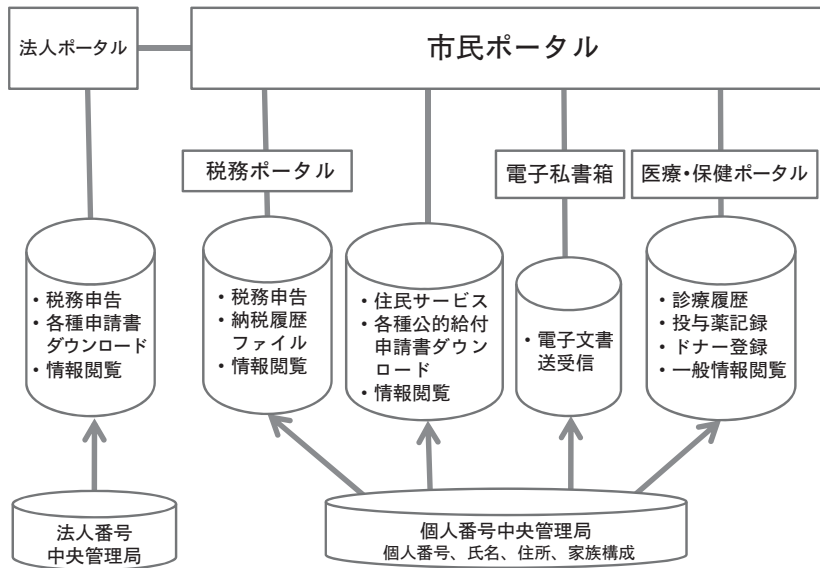 法人ポータル
市民ポータル
税務ポータル
電子私書箱
医療・保健ポータル
・税務申告
・各種申請書
ダウンロード
・情報閲覧
・税務申告
・納税履歴
ファイル
・情報閲覧
・住民サービス
・各種公的給付
申請書ダウン
ロード
・情報閲覧
・電子文書
送受信
・診療履歴
・投与薬記録
・ドナー登録
・一般情報閲覧
法人番号
中央管理局
個人番号中央管理局
個人番号、氏名、住所、家族構成